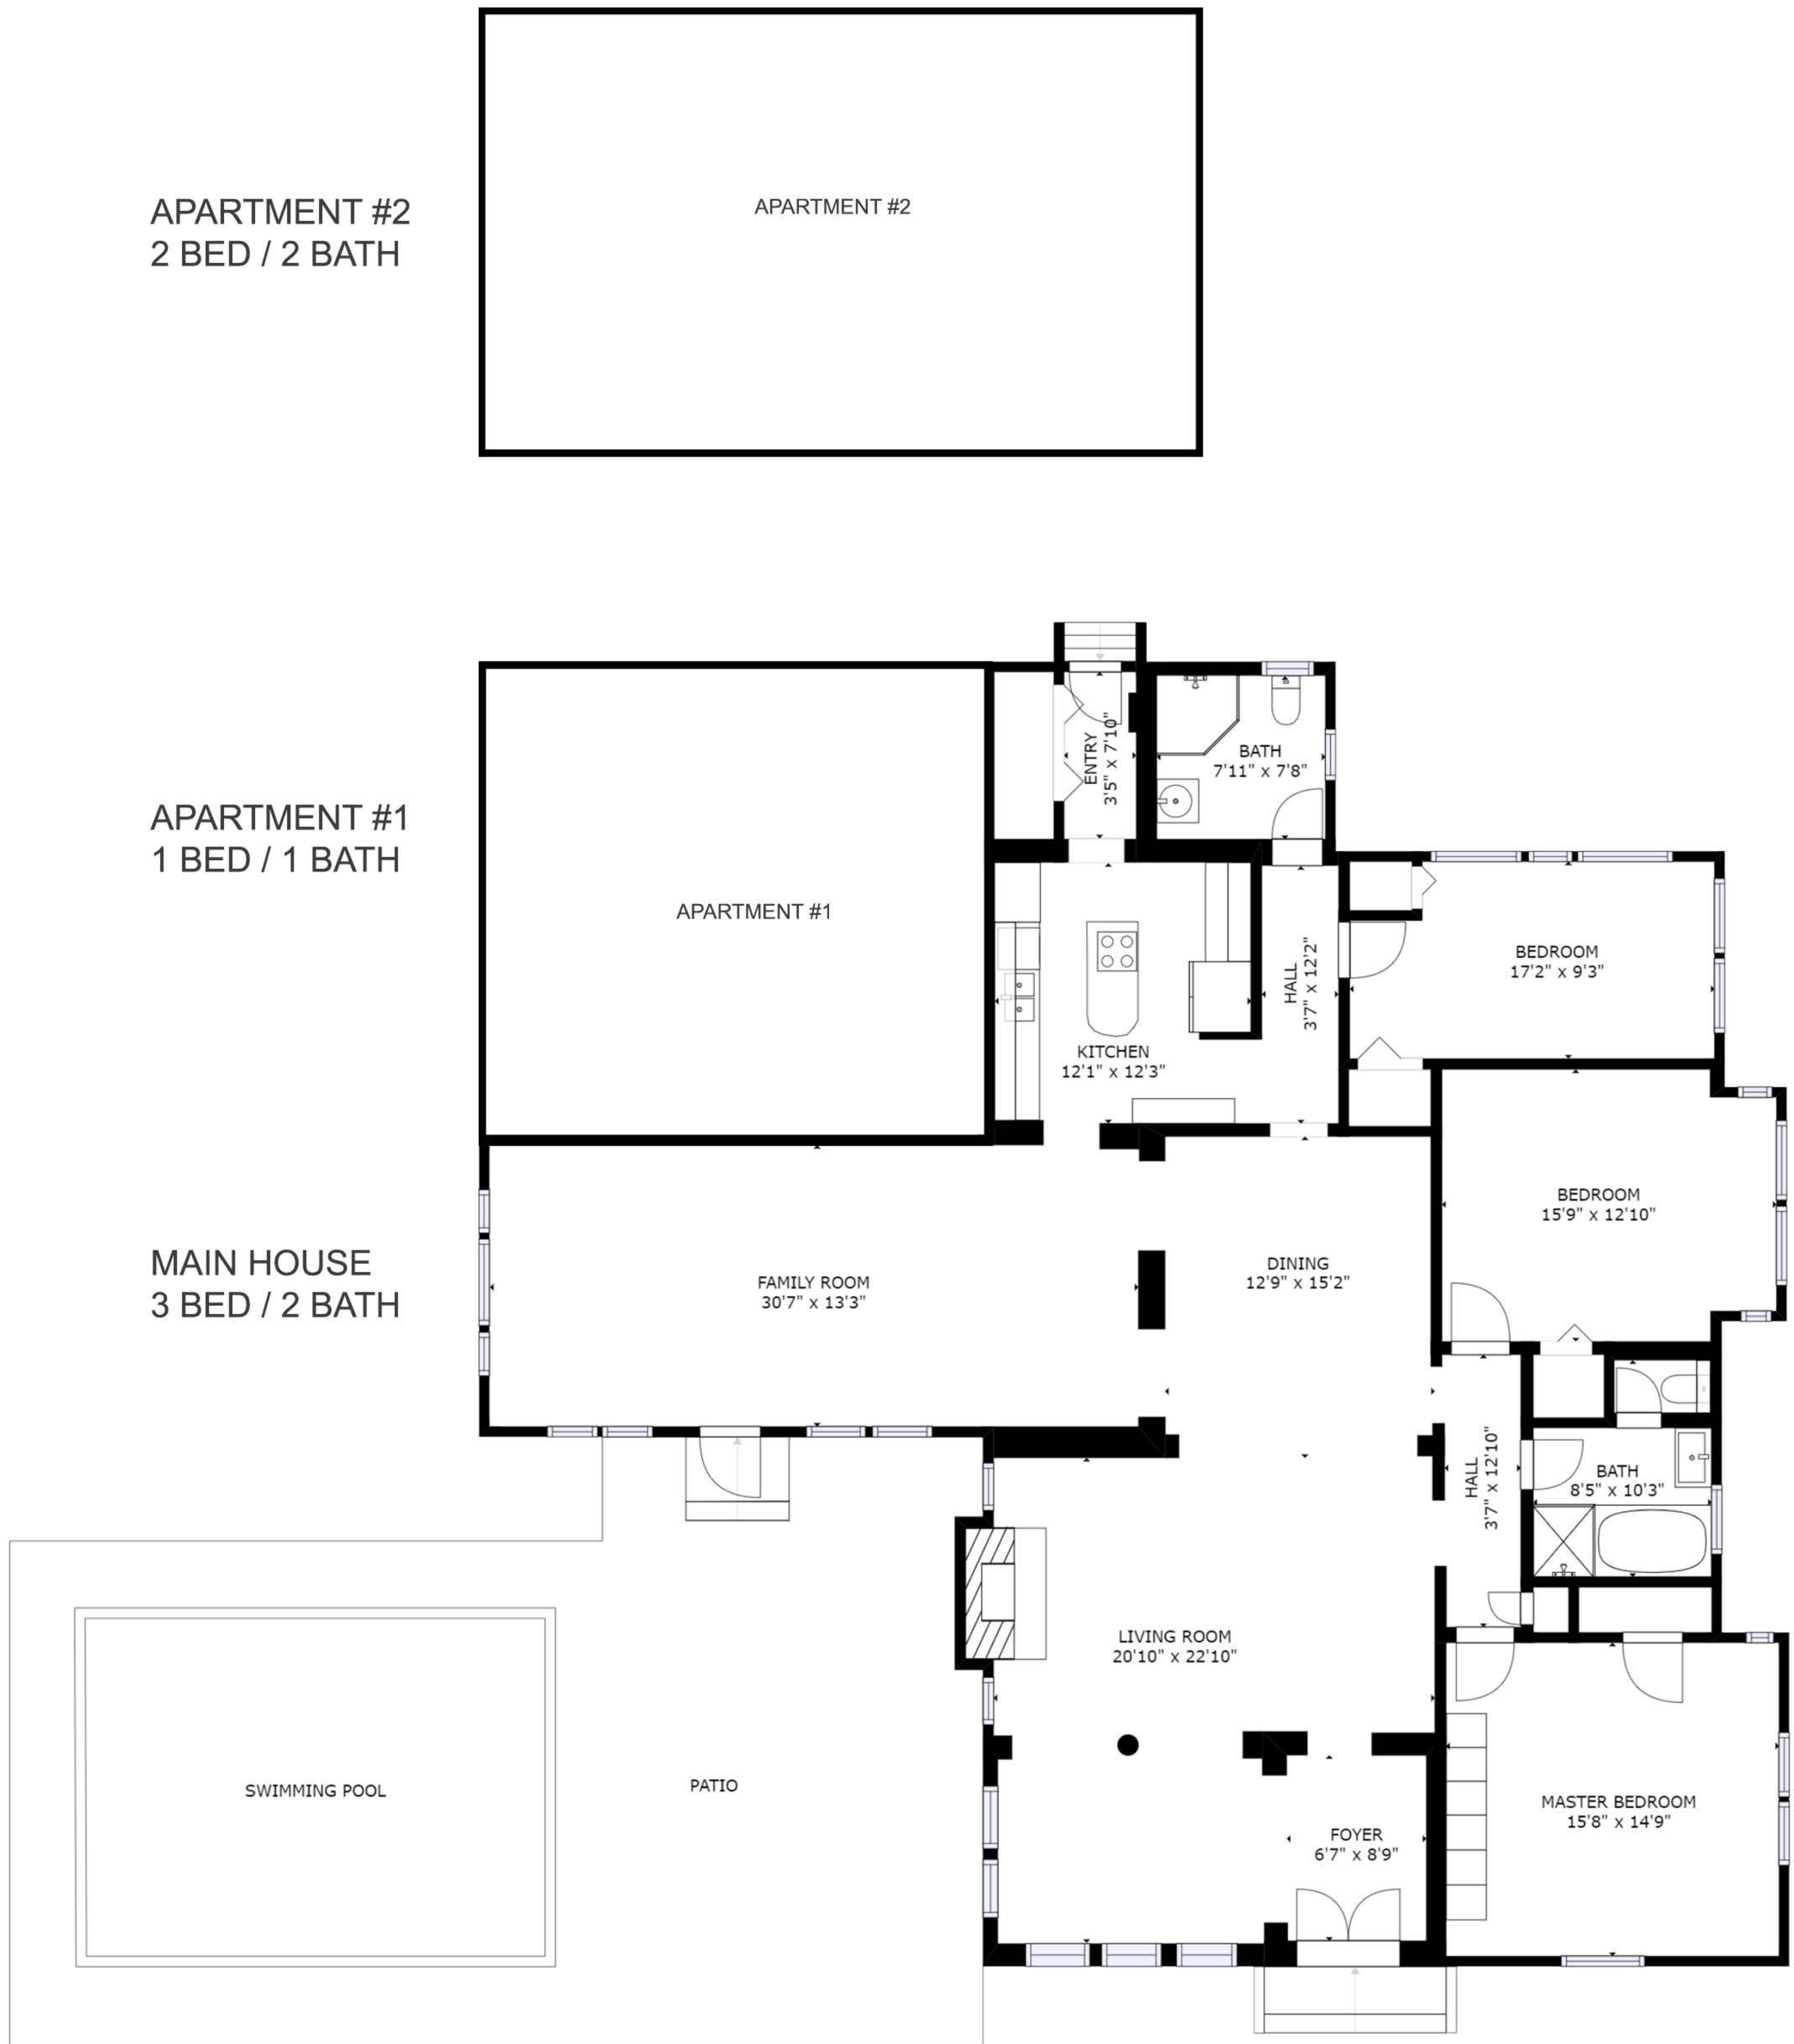 APARTMENT #2
2 BED / 2 BATH
APARTMENT #2
APARTMENT #1
1 BED / 1 BATH
APARTMENT #1
ENTRY
3'5" x 7'10"
BATH
7'11" x 7'8"
KITCHEN
12'1" x 12'3"
HALL
3'7" x 12'2"
BEDROOM
17'2" x 9'3"
MAIN HOUSE
3 BED / 2 BATH
FAMILY ROOM
30'7" x 13'3"
DINING
12'9" x 15'2"
BEDROOM
15'9" x 12'10"
HALL
3'7" x 12'10"
BATH
8'5" x 10'3"
LIVING ROOM
20'10" x 22'10"
SWIMMING POOL
PATIO
FOYER
6'7" x 8'9"
MASTER BEDROOM
15'8" x 14'9"